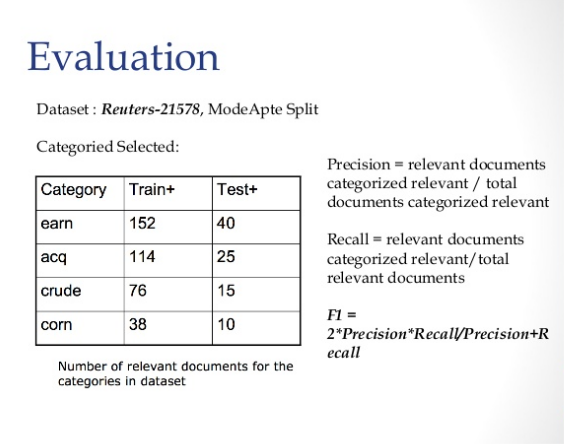 Evaluation
Dataset : Reuters-21578, ModeApte Split
Categoried Selected:
Category Train+ Test+
earn 152 40
acq 114 25
crude 76 15
corn 38 10
Number of relevant documents for the
categories in dataset
Precision = relevant documents
categorized relevant / total
documents categorized relevant
Recall = relevant documents
categorized relevant/total
relevant documents
F1 =
2*Precision*Recall/Precision+R
ecall